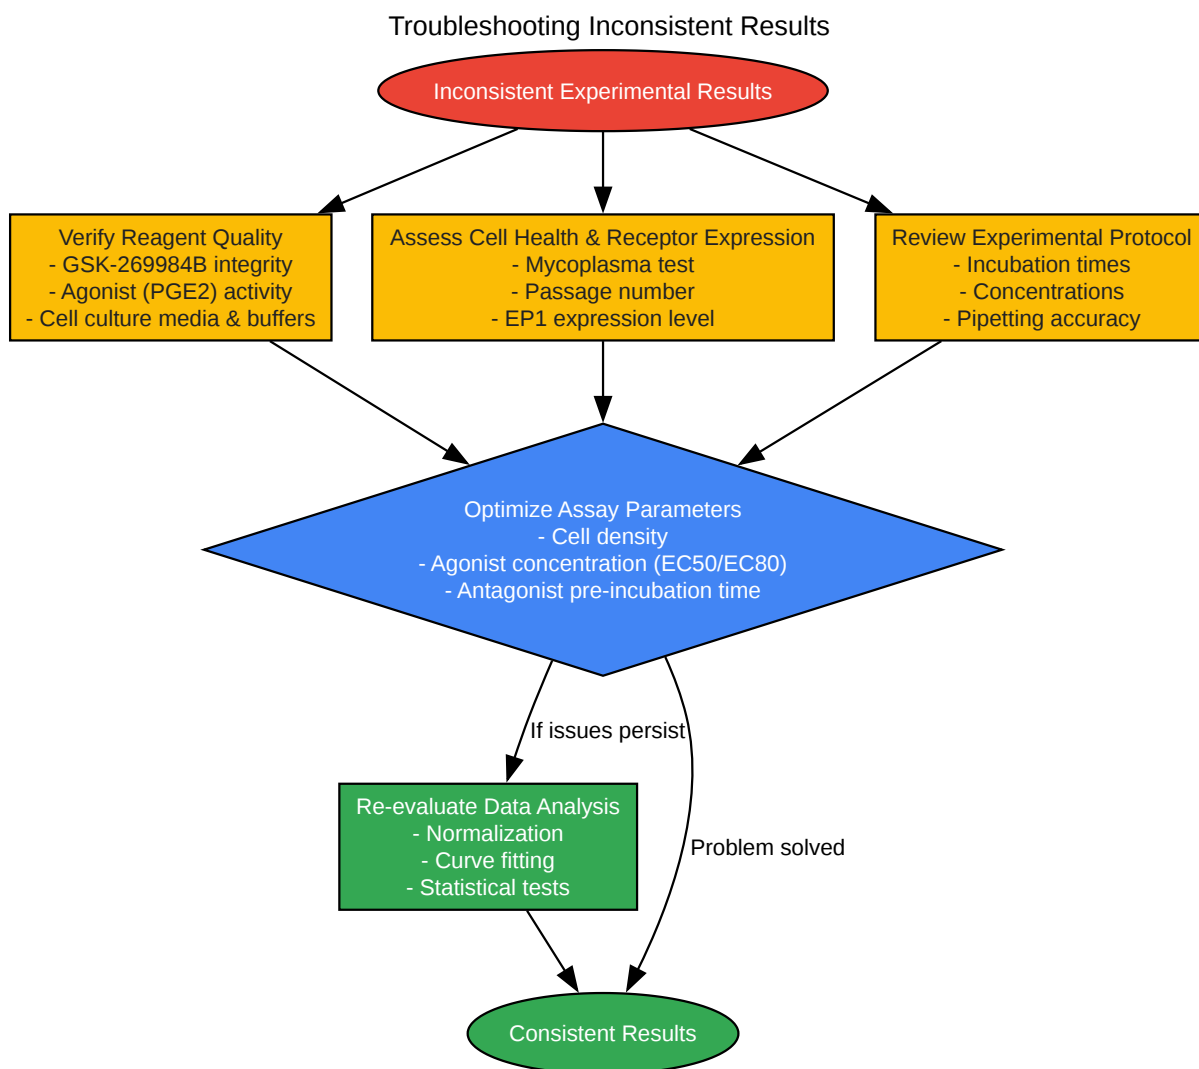 Troubleshooting Inconsistent Results
Inconsistent Experimental Results
Verify Reagent Quality
- GSK-269984B integrity
- Agonist (PGE2) activity
- Cell culture media & buffers
Assess Cell Health & Receptor Expression
- Mycoplasma test
- Passage number
- EP1 expression level
Review Experimental Protocol
- Incubation times
- Concentrations
- Pipetting accuracy
Optimize Assay Parameters
- Cell density
- Agonist concentration (EC50/EC80)
- Antagonist pre-incubation time
If issues persist
Re-evaluate Data Analysis
- Normalization
- Curve fitting
- Statistical tests
Problem solved
Consistent Results